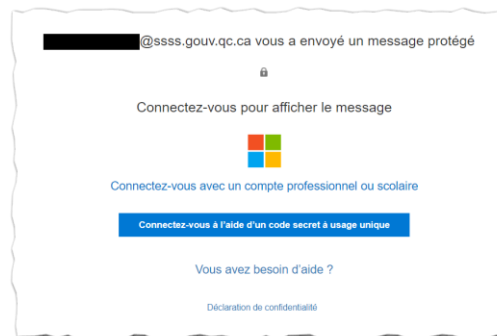 @ssss.gouv.qc.ca vous a envoyé un message protégé
Connectez-vous pour afficher le message
Connectez-vous avec un compte professionnel ou scolaire
Connectez-vous à l'aide d'un code secret à usage unique
Vous avez besoin d'aide ?
Déclaration de confidentialité